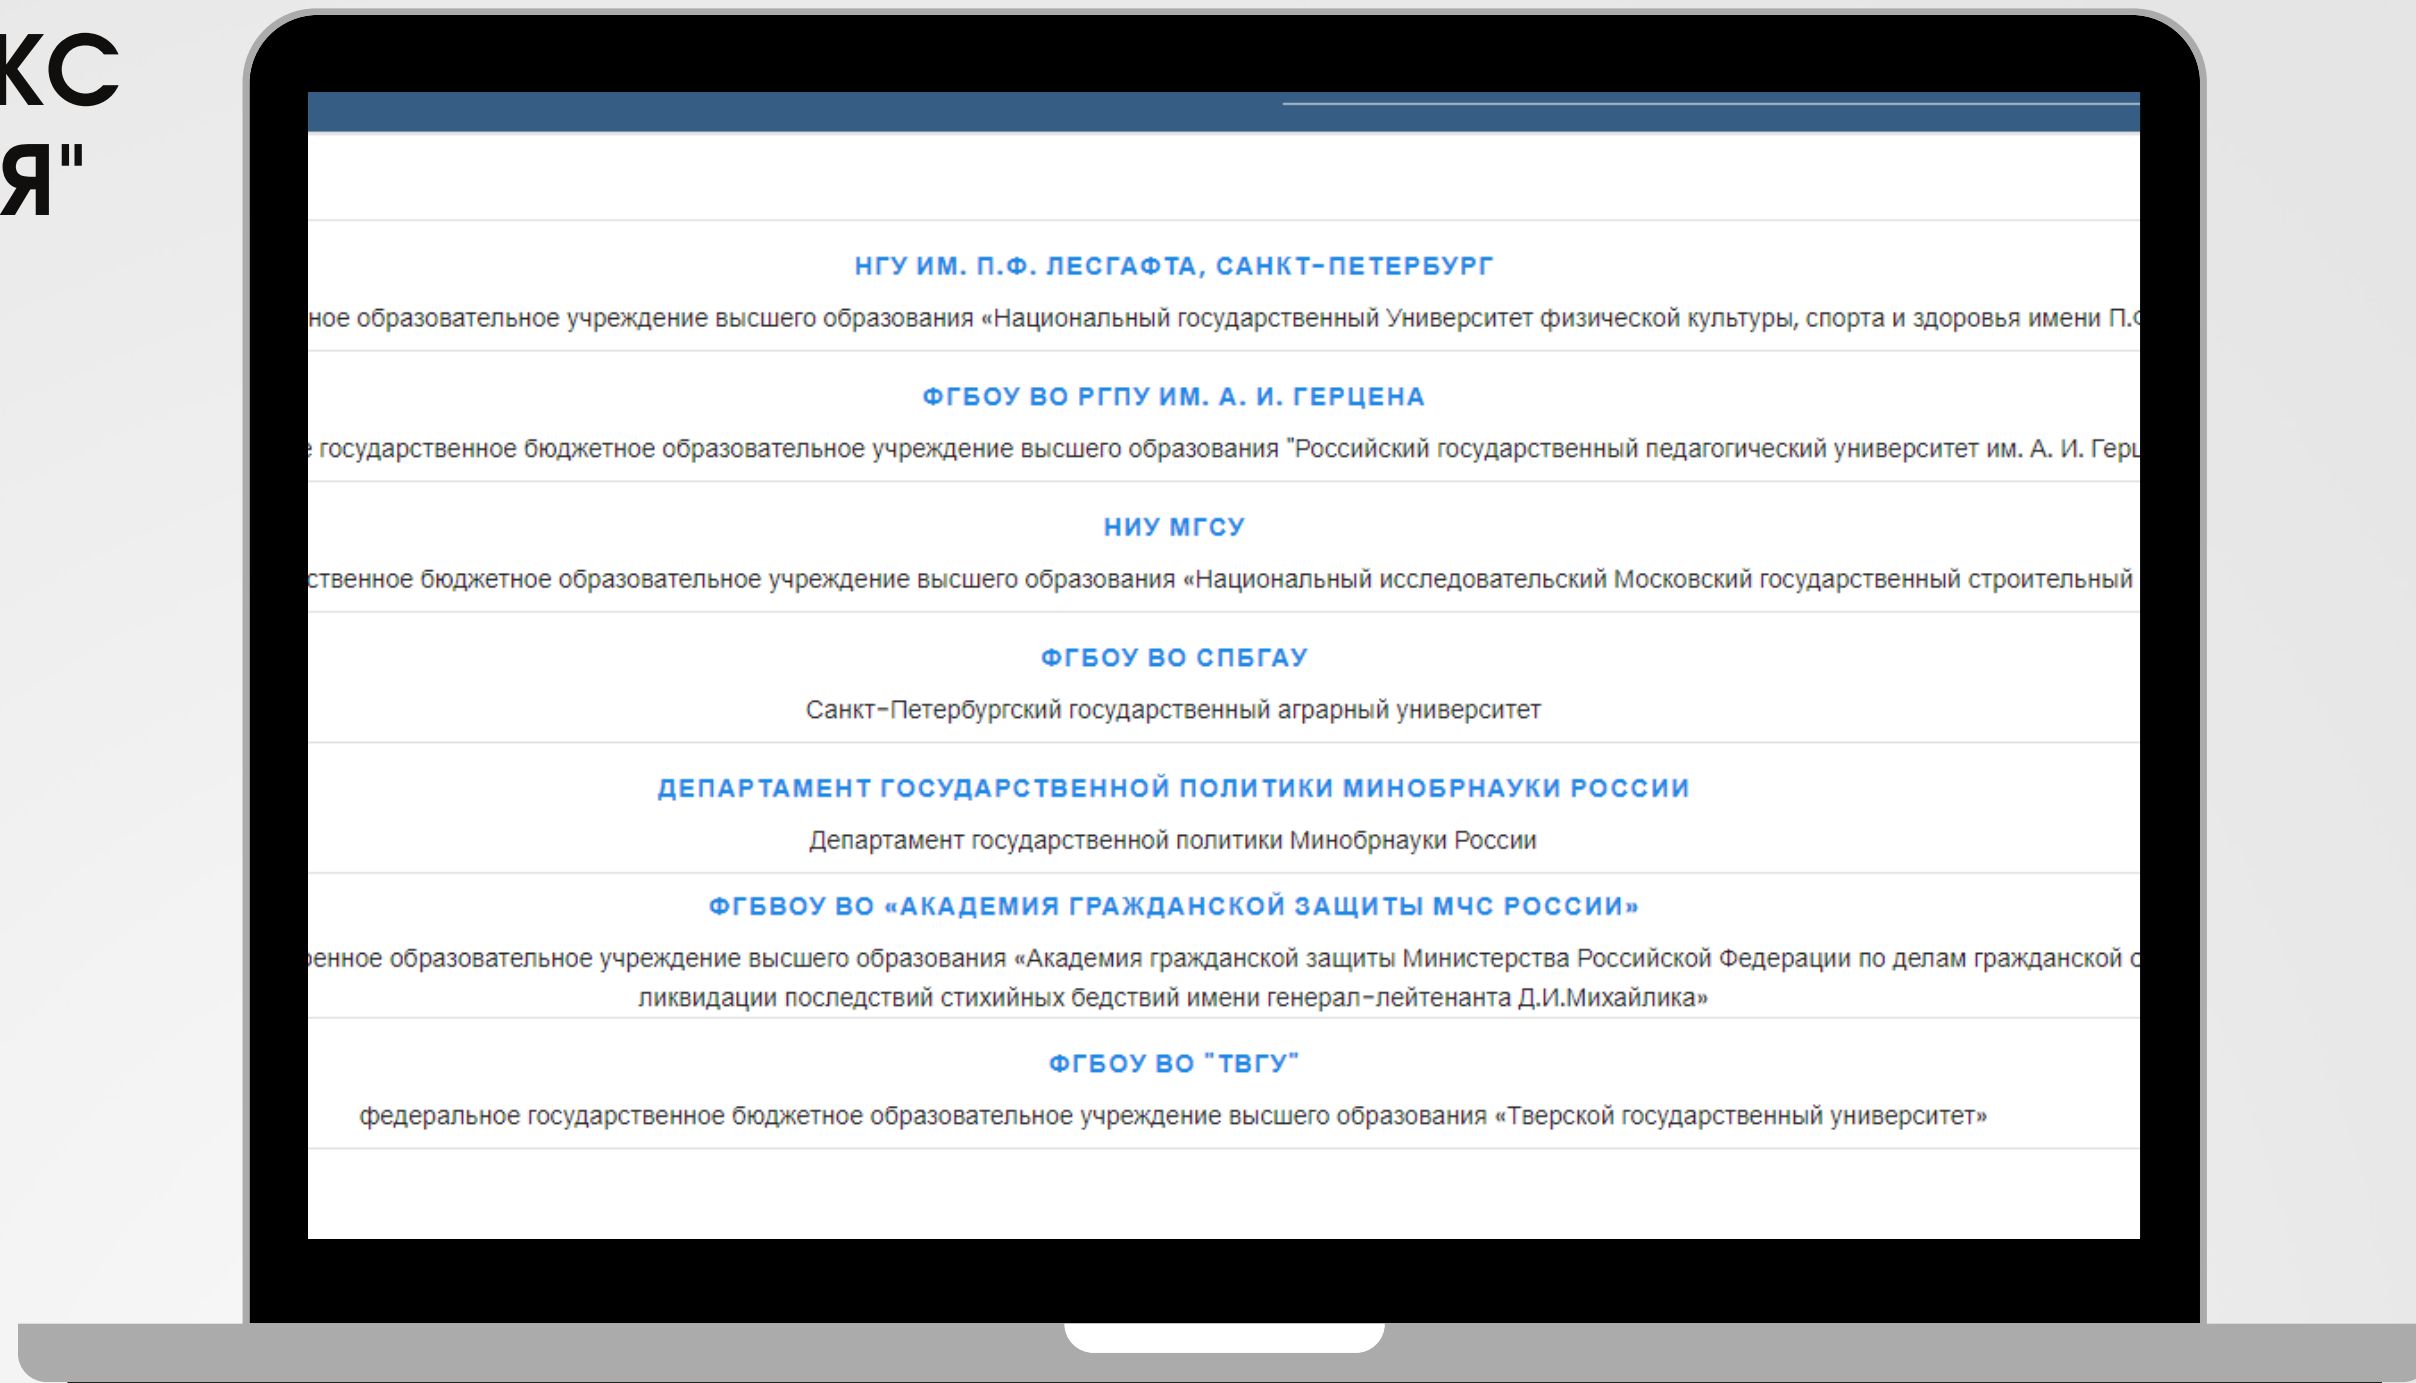 КС
Я"
НГУ ИМ. П.Ф. ЛЕСГАФТА, САНКТ-ПЕТЕРБУРГ
ное образовательное учреждение высшего образования «Национальный государственный Университет физической культуры, спорта и здоровья имени П.Ф
ФГБОУ ВО РГПУ ИМ. А. И. ГЕРЦЕНА
е государственное бюджетное образовательное учреждение высшего образования "Российский государственный педагогический университет им. А. И. Герц
НИУ МГСУ
ственное бюджетное образовательное учреждение высшего образования «Национальный исследовательский Московский государственный строительный
ФГБОУ ВО СПБГАУ
Санкт-Петербургский государственный аграрный университет
ДЕПАРТАМЕНТ ГОСУДАРСТВЕННОЙ ПОЛИТИКИ МИНОБРНАУКИ РОССИИ
Департамент государственной политики Минобрнауки России
ФГБВОУ ВО «АКАДЕМИЯ ГРАЖДАНСКОЙ ЗАЩИТЫ МЧС РОССИИ»
енное образовательное учреждение высшего образования «Академия гражданской защиты Министерства Российской Федерации по делам гражданской о
ликвидации последствий стихийных бедствий имени генерал-лейтенанта Д.И.Михайлика»
ФГБОУ ВО "ТВГУ"
федеральное государственное бюджетное образовательное учреждение высшего образования «Тверской государственный университет»